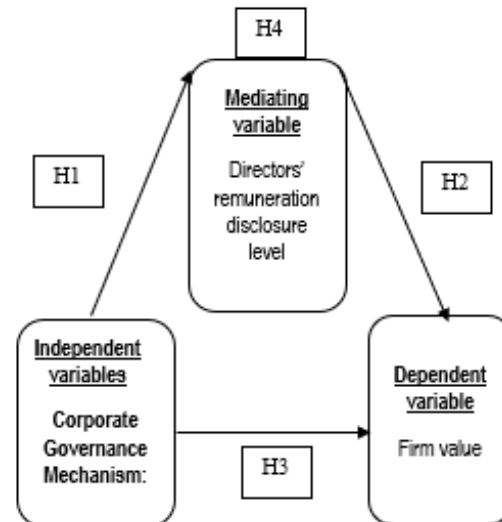 H4
Mediating
variable
Directors'
remuneration
disclosure
level
H1
H2
Independent
variables
Corporate
Governance
Mechanism:
H3
Dependent
variable
Firm value